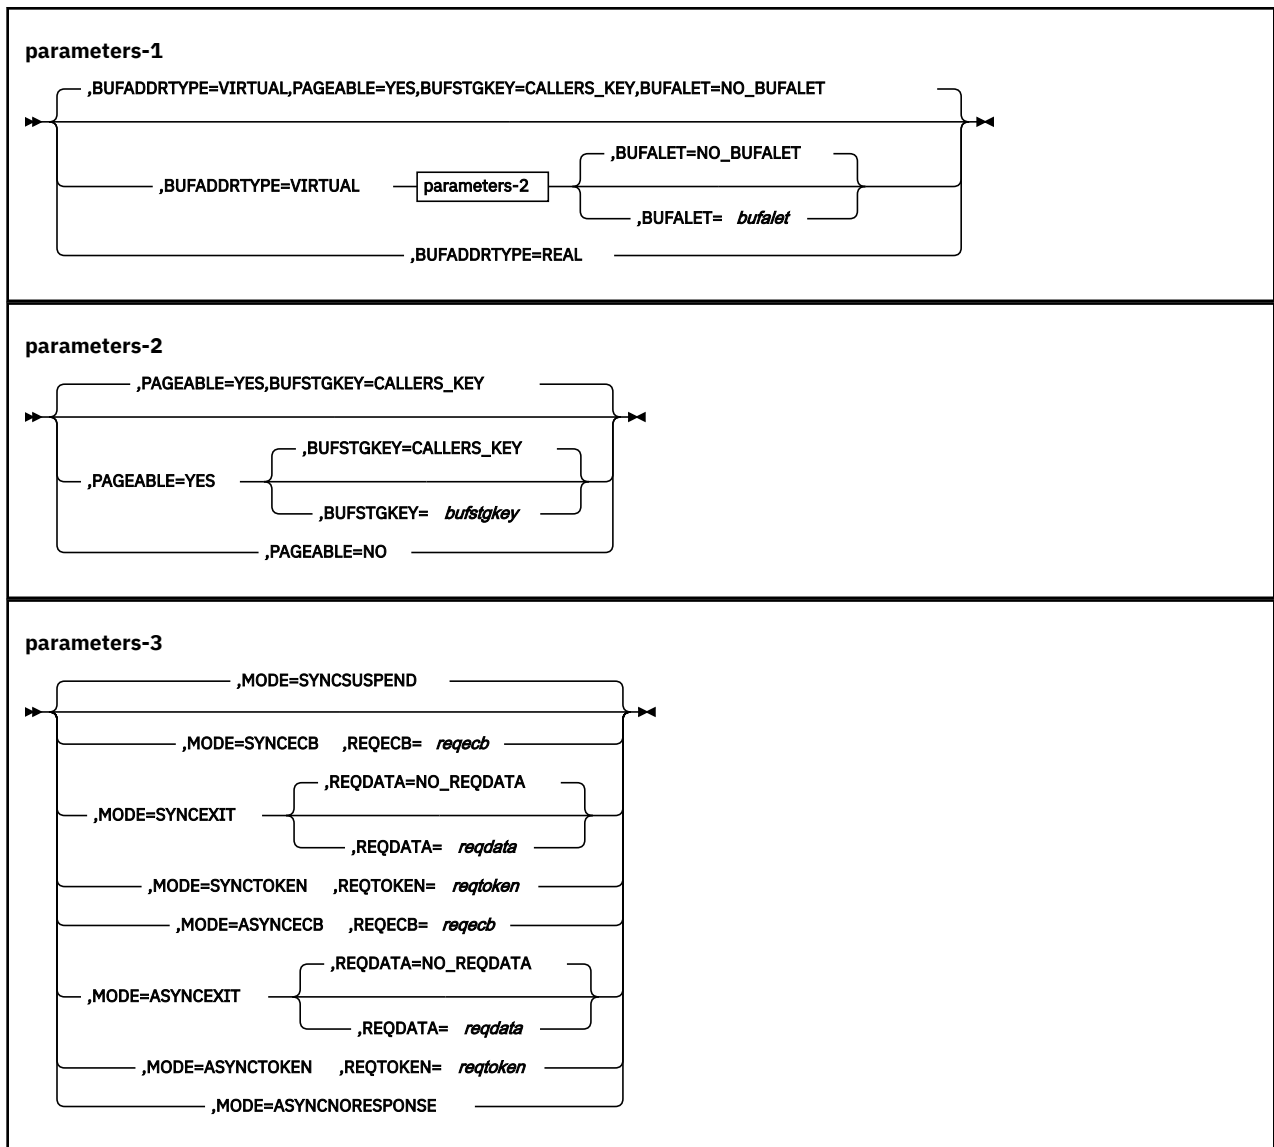 parameters-1
,BUFADDRTYPE=VIRTUAL,PAGEABLE=YES,BUFSTGKEY=CALLERS_KEY,BUFALET=NO_BUFALET
,BUFALET=NO_BUFALET
,BUFADDRTYPE=VIRTUAL parameters-2
,BUFALET= bufalet
,BUFADDRTYPE=REAL
parameters-2
,PAGEABLE=YES,BUFSTGKEY=CALLERS_KEY
,BUFSTGKEY=CALLERS_KEY
,PAGEABLE=YES
,BUFSTGKEY= bufstgkey
,PAGEABLE=NO
parameters-3
,MODE=SYNCSUSPEND
,MODE=SYNCECB ,REQECB= reqecb
,REQDATA=NO_REQDATA
,MODE=SYNCEXIT
,REQDATA= reqdata
,MODE=SYNCTOKEN ,REQTOKEN= reqtoken
,MODE=ASYNCECB ,REQECB= reqecb
,REQDATA=NO_REQDATA
,MODE=ASYNCEXIT
,REQDATA= reqdata
,MODE=ASYNCTOKEN ,REQTOKEN= reqtoken
,MODE=ASYNCNORESPONSE